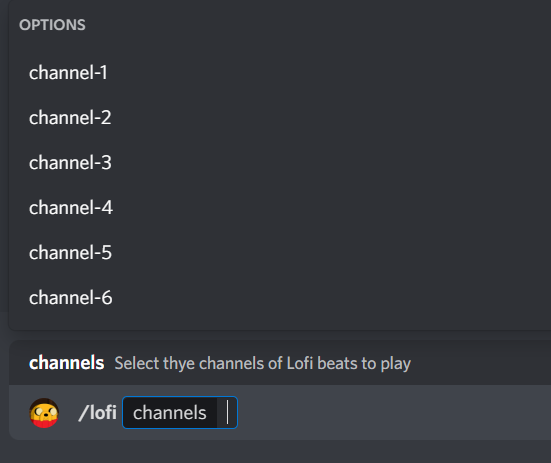 OPTIONS
channel-1
channel-2
channel-3
channel-4
channel-5
channel-6
channels Select thye channels of Lofi beats to play
/lofi channels